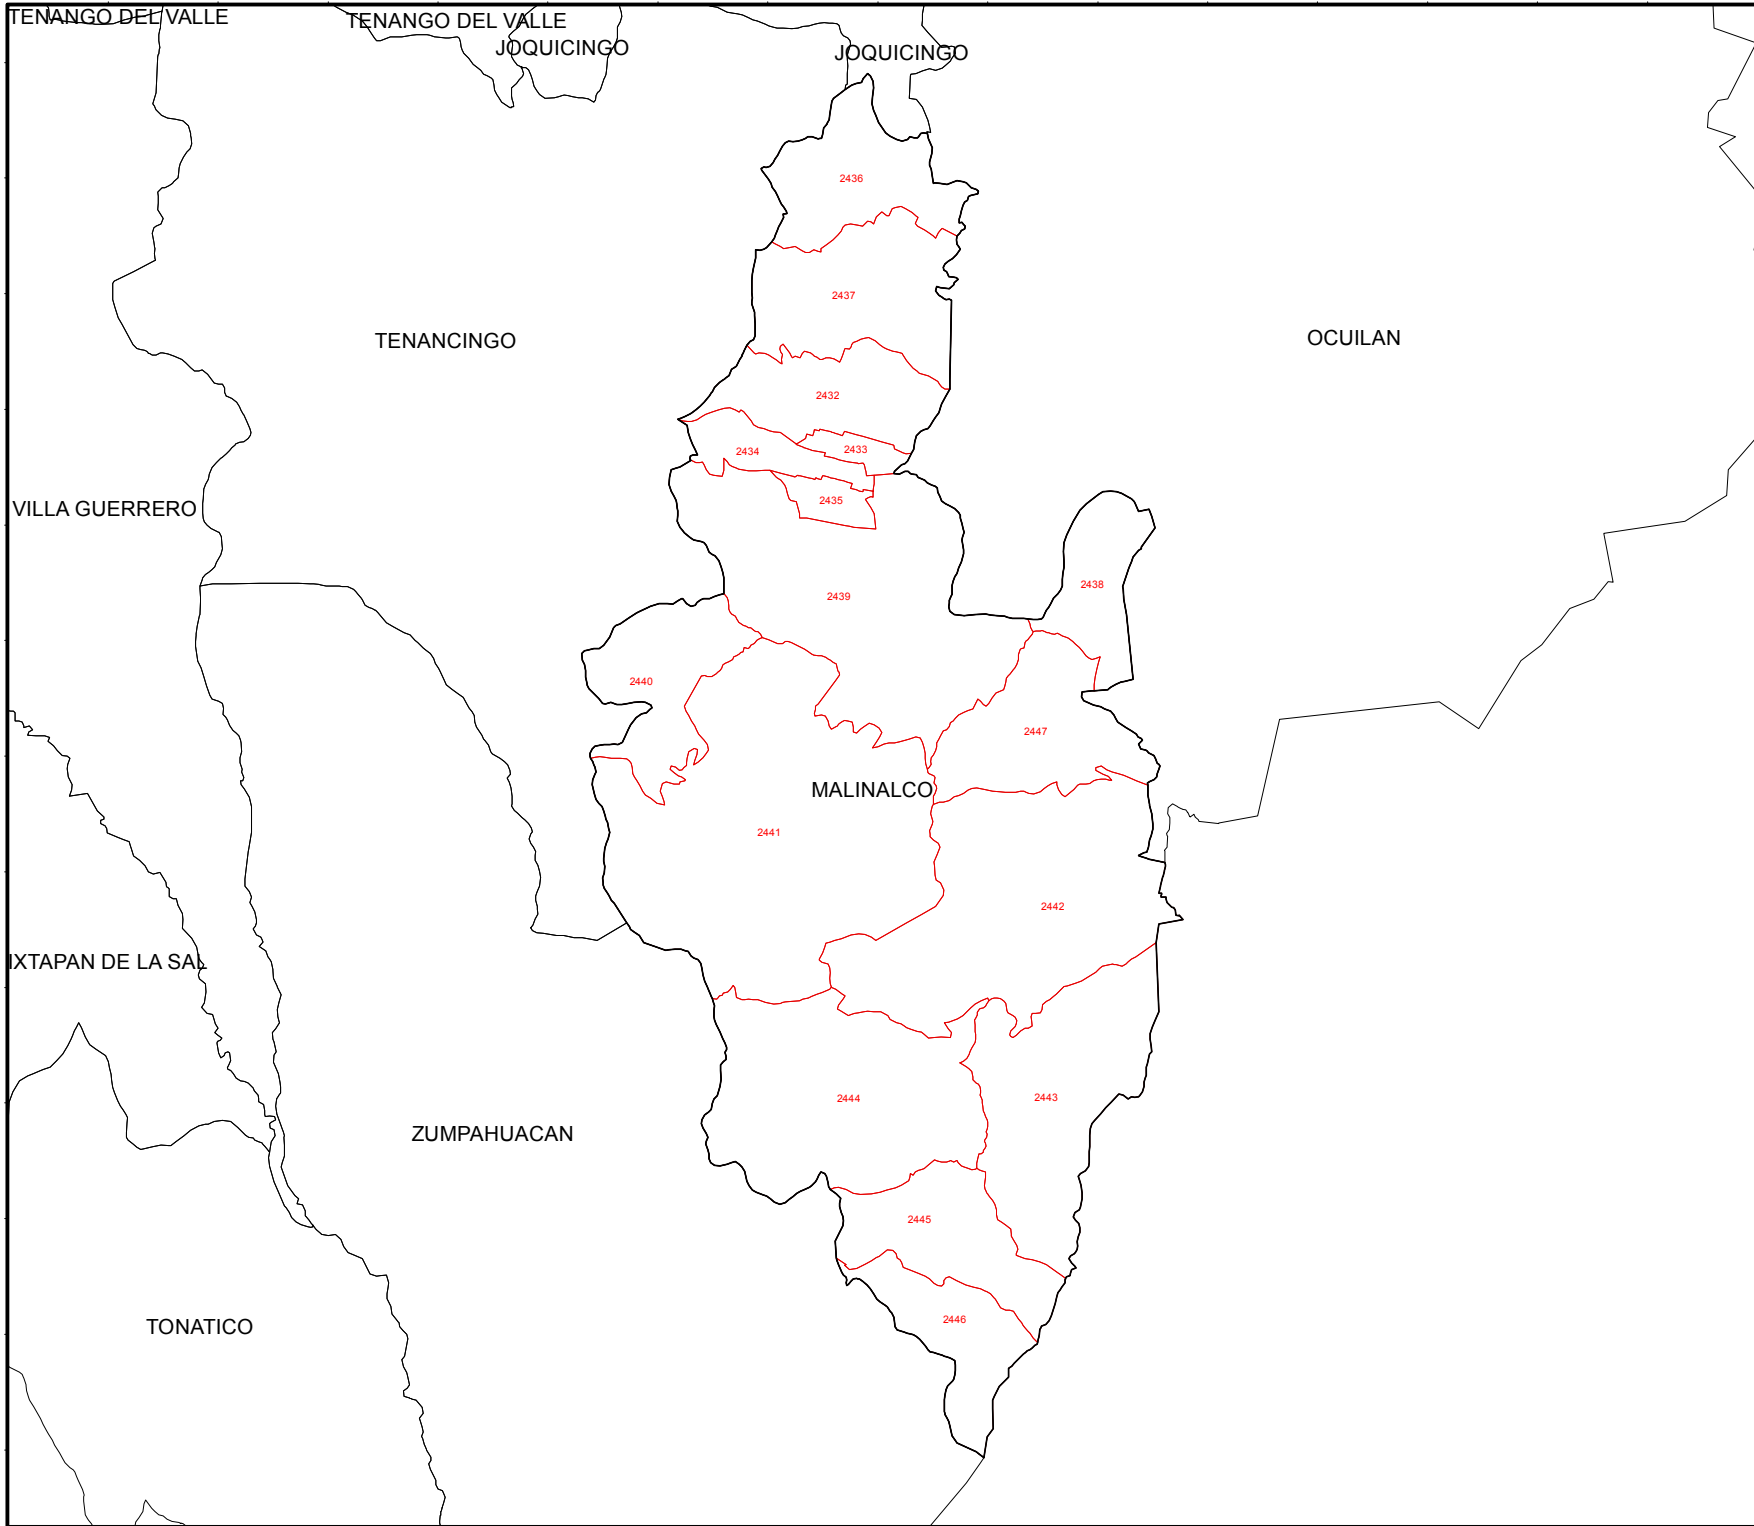 TENANGO DEL VALLE
TENANGO DEL VALLE
JOQUICINGO
JOQUICINGO
2436
2437
TENANCINGO
OCUILAN
2432
2434
2433
2435
VILLA GUERRERO
2438
2439
2440
2447
MALINALCO
2441
2442
IXTAPAN DE LA SAL
2444
2443
ZUMPAHUACAN
2445
2446
TONATICO